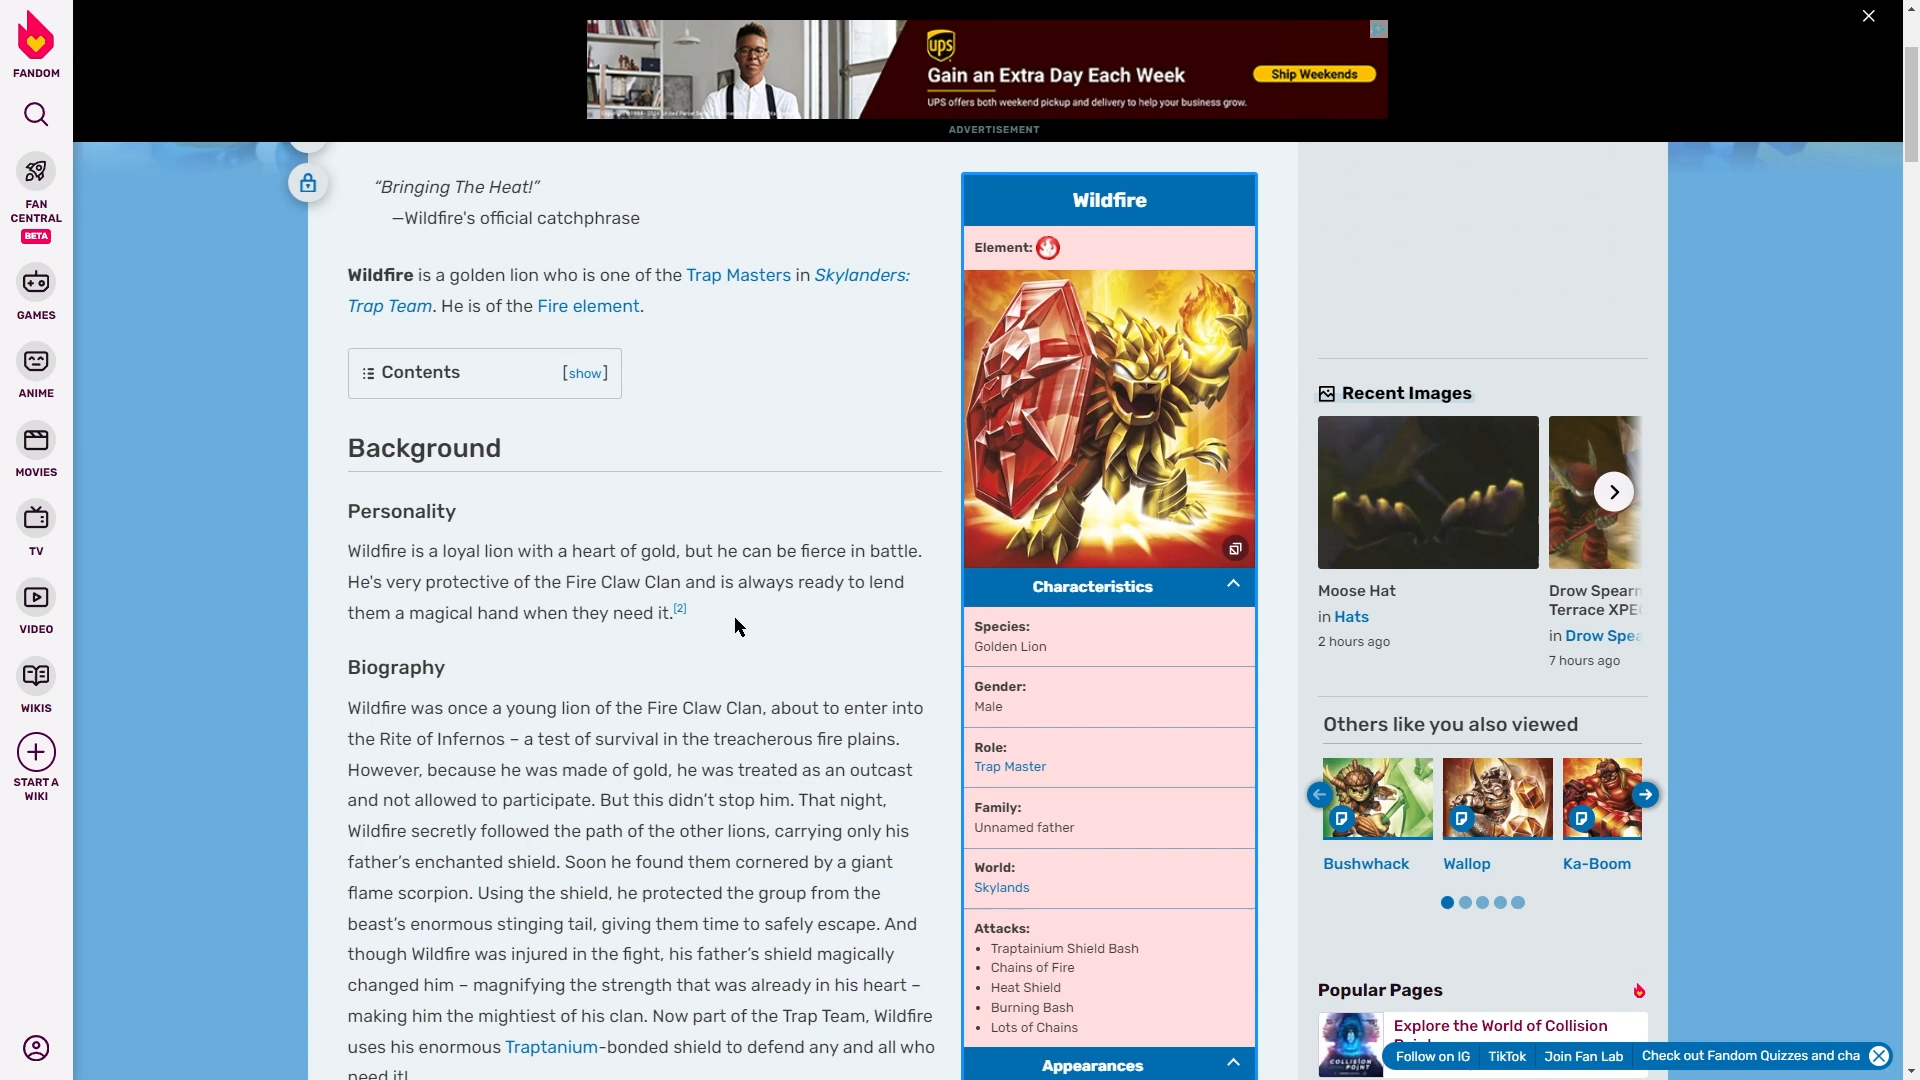 FANDOM
FAN
CENTRAL
BETA
GAMES
ANIME
MOVIES
TV
VIDEO
WIKIS
START A
WIKI
ups
Gain an Extra Day Each Week
UPS offers both weekend pickup and delivery to help your business grow.
Ship Weekends
ADVERTISEMENT
“Bringing The Heat!”
—Wildfire's official catchphrase
Wildfire is a golden lion who is one of the Trap Masters in Skylanders:
Trap Team. He is of the Fire element.
Contents [show]
Background
Personality
Wildfire is a loyal lion with a heart of gold, but he can be fierce in battle.
He's very protective of the Fire Claw Clan and is always ready to lend
them a magical hand when they need it.[2]
Biography
Wildfire was once a young lion of the Fire Claw Clan, about to enter into
the Rite of Infernos – a test of survival in the treacherous fire plains.
However, because he was made of gold, he was treated as an outcast
and not allowed to participate. But this didn’t stop him. That night,
Wildfire secretly followed the path of the other lions, carrying only his
father’s enchanted shield. Soon he found them cornered by a giant
flame scorpion. Using the shield, he protected the group from the
beast’s enormous stinging tail, giving them time to safely escape. And
though Wildfire was injured in the fight, his father’s shield magically
changed him – magnifying the strength that was already in his heart –
making him the mightiest of his clan. Now part of the Trap Team, Wildfire
uses his enormous Traptanium-bonded shield to defend any and all who
need it!
Wildfire
Element:
Characteristics
Species:
Golden Lion
Gender:
Male
Role:
Trap Master
Family:
Unnamed father
World:
Skylands
Attacks:
• Traptainium Shield Bash
• Chains of Fire
• Heat Shield
• Burning Bash
• Lots of Chains
Appearances
Recent Images
Moose Hat
in Hats
2 hours ago
Drow Spearm
Terrace XPE
in Drow Spea
7 hours ago
Others like you also viewed
Bushwhack
Wallop
Ka-Boom
Popular Pages
Explore the World of Collision
COLLISION
POINT
Follow on IG
TikTok
Join Fan Lab
Check out Fandom Quizzes and cha